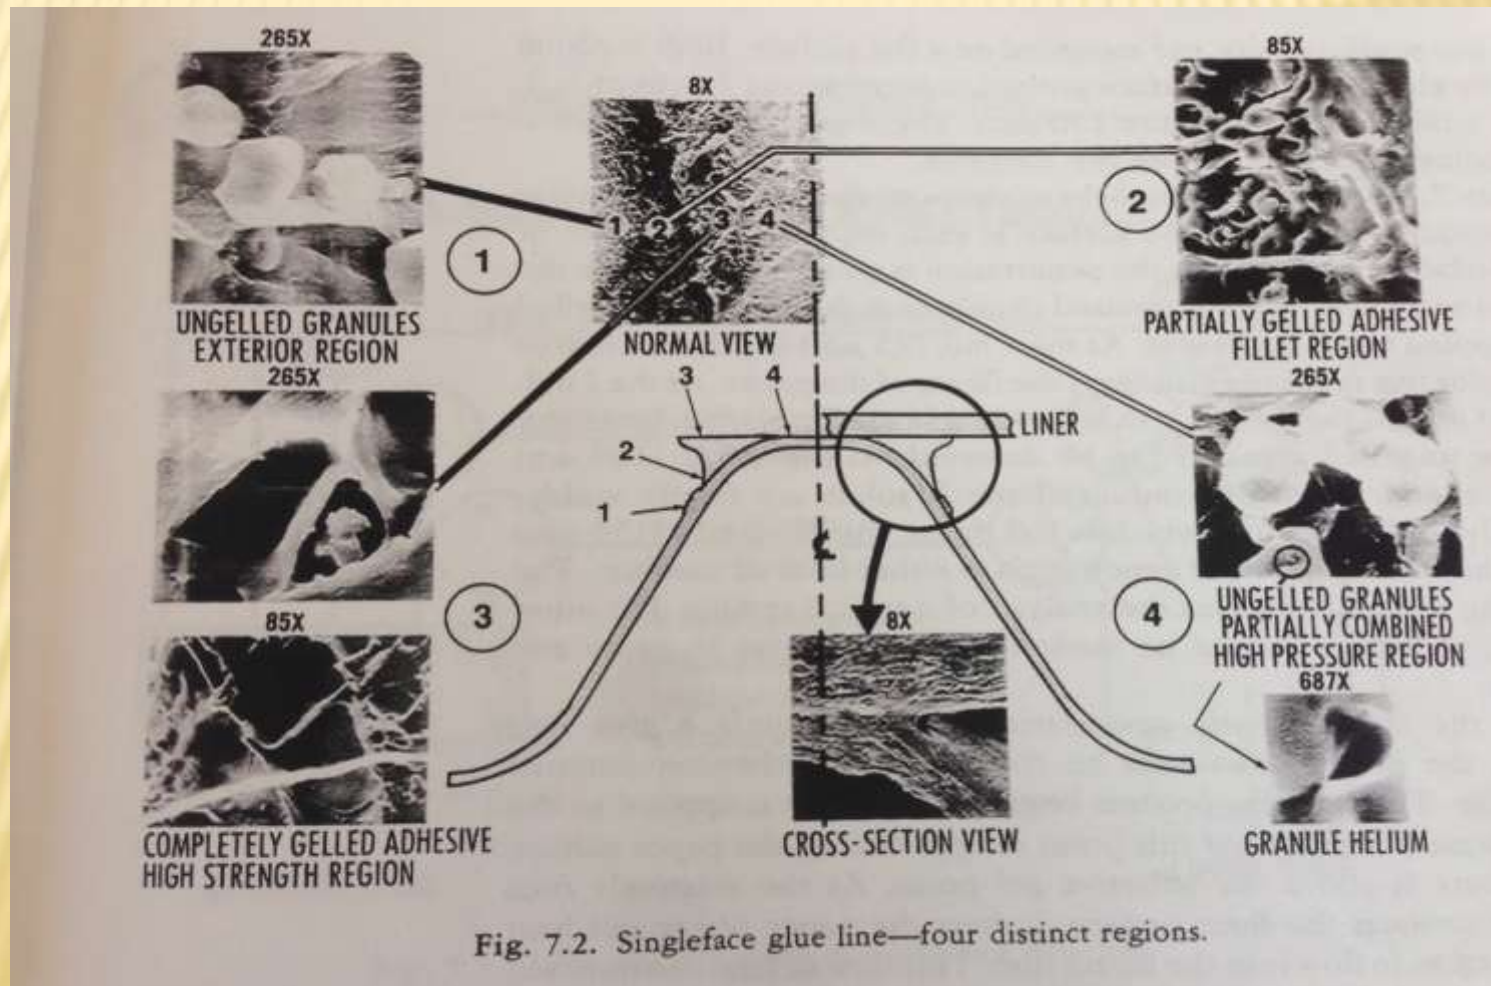 265X
1
UNGELLED GRANULES
EXTERIOR REGION
8X
1 2 3 4
NORMAL VIEW
85X
2
PARTIALLY GELLED ADHESIVE
FILLET REGION
265X
3
85X
COMPLETELY GELLED ADHESIVE
HIGH STRENGTH REGION
3 4
2
1
LINER
8X
CROSS-SECTION VIEW
265X
4
UNGELLED GRANULES
PARTIALLY COMBINED
HIGH PRESSURE REGION
687X
GRANULE HELIUM
Fig. 7.2. Singleface glue line—four distinct regions.